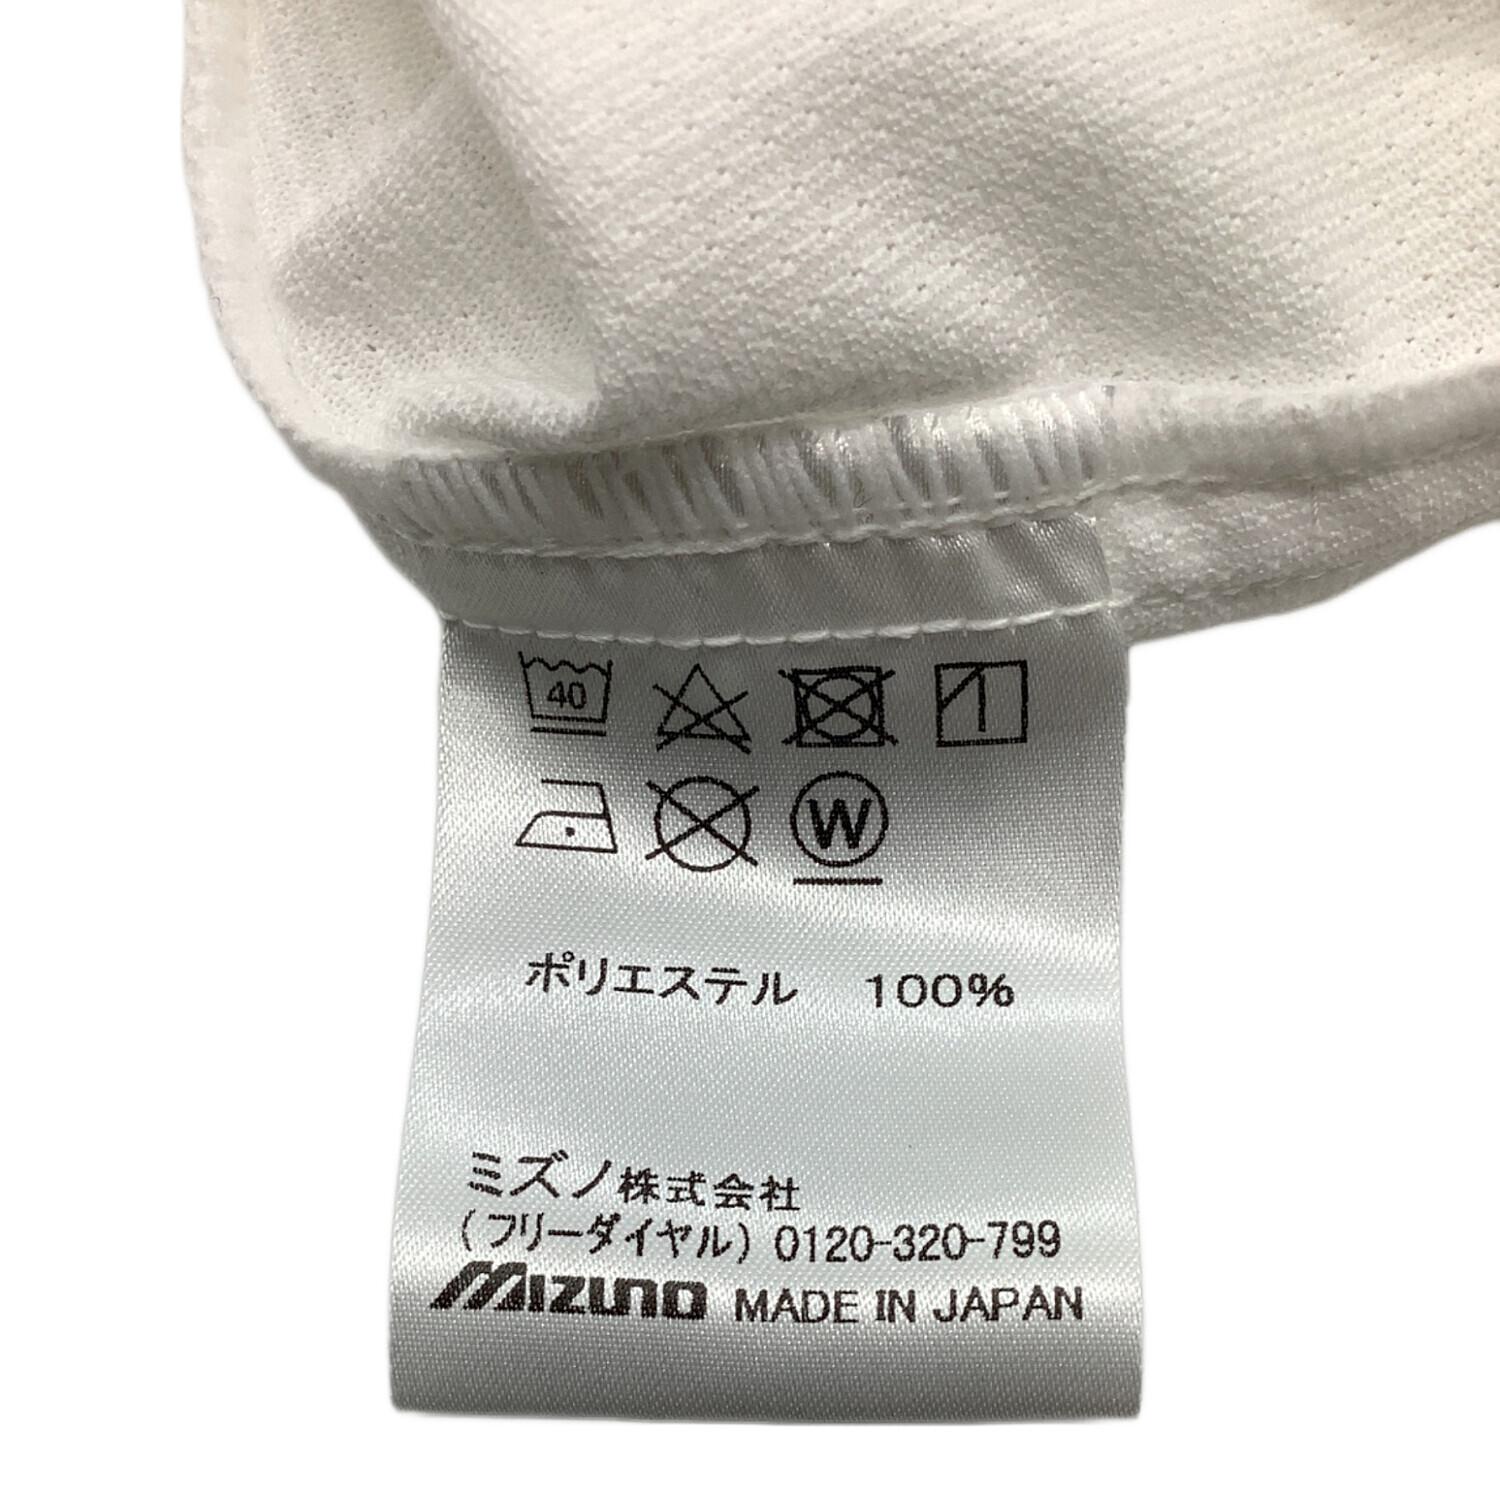 40
W
ポリエステル 100%
ミズノ株式会社
(フリーダイヤル) 0120-320-799
MIZUNO MADE IN JAPAN